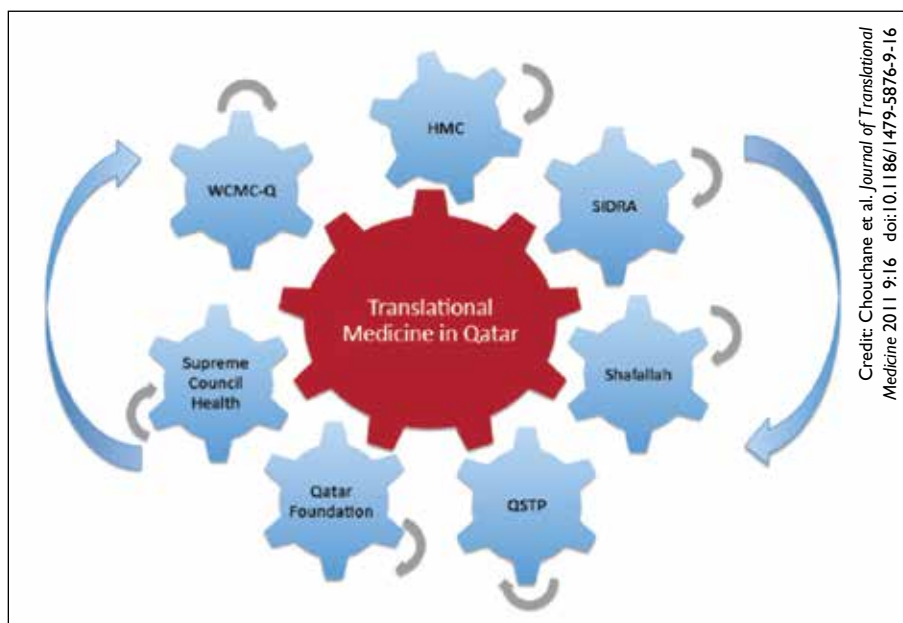 HMC
WCMC-Q
SIDRA
Translational
Medicine in Qatar
Supreme
Council
Health
Shafallah
Qatar
Foundation
QSTP
Credit: Chouchane et al. Journal of Translational
Medicine 2011 9:16 doi:10.1186/1479-5876-9-16